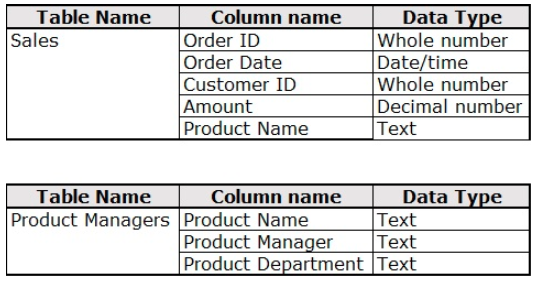 Table Name Column name Data Type
Sales Order ID Whole number
Order Date Date/time
Customer ID Whole number
Amount Decimal number
Product Name Text
Table Name Column name Data Type
Product Managers Product Name Text
Product Manager Text
Product Department Text